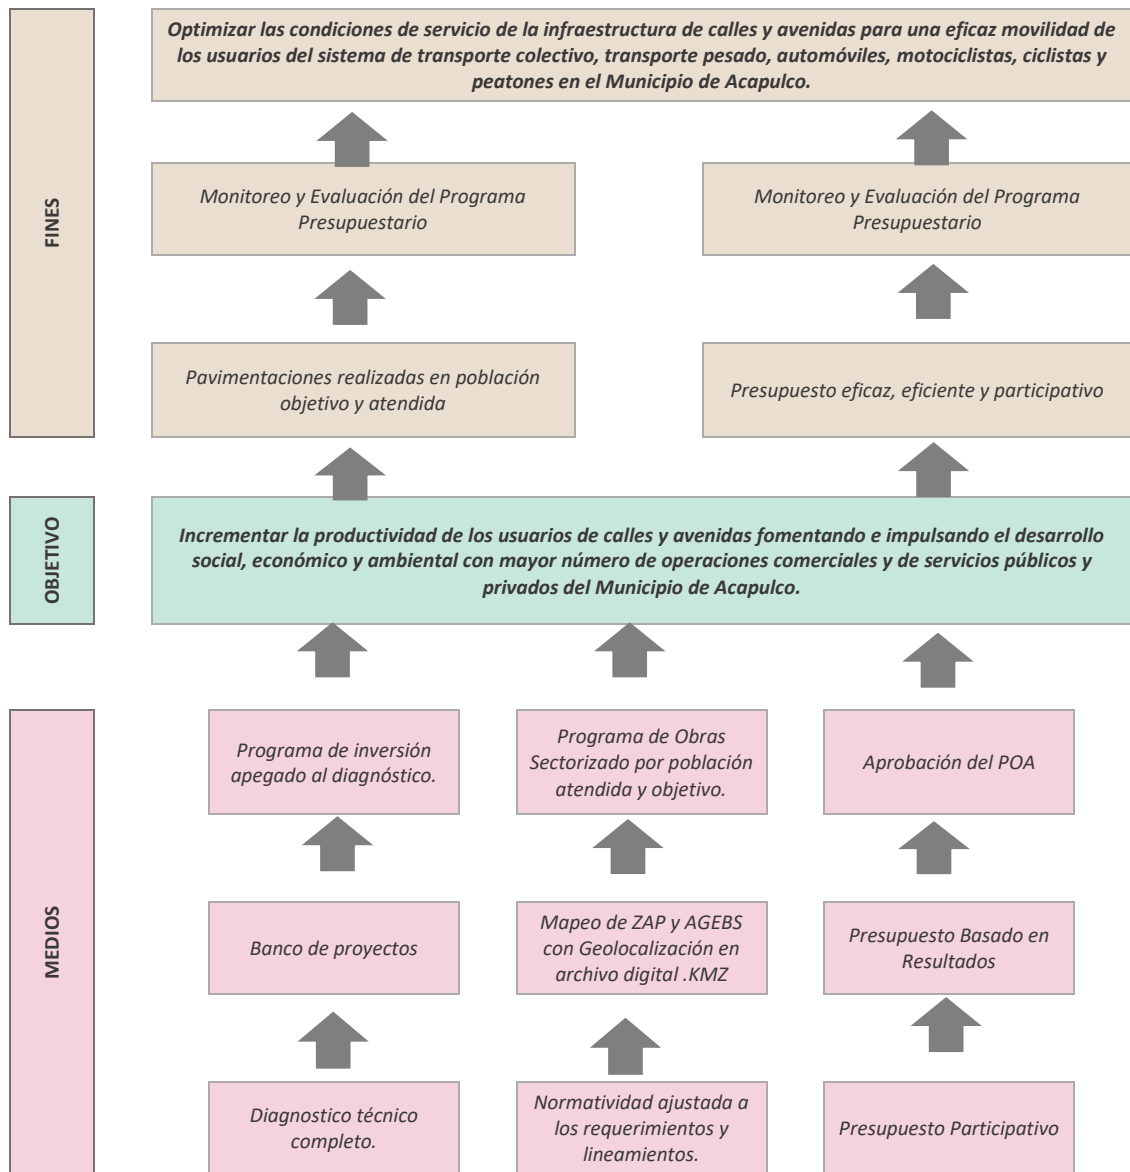 Optimizar las condiciones de servicio de la infraestructura de calles y avenidas para una eficaz movilidad de
los usuarios del sistema de transporte colectivo, transporte pesado, automóviles, motociclistas, ciclistas y
peatones en el Municipio de Acapulco.
FINES
Monitoreo y Evaluación del Programa
Presupuestario
Monitoreo y Evaluación del Programa
Presupuestario
Pavimentaciones realizadas en población
objetivo y atendida
Presupuesto eficaz, eficiente y participativo
OBJETIVO
Incrementar la productividad de los usuarios de calles y avenidas fomentando e impulsando el desarrollo
social, económico y ambiental con mayor número de operaciones comerciales y de servicios públicos y
privados del Municipio de Acapulco.
MEDIOS
Programa de inversión
apegado al diagnóstico.
Programa de Obras
Sectorizado por población
atendida y objetivo.
Aprobación del POA
Banco de proyectos
Mapeo de ZAP y AGEBS
con Geolocalización en
archivo digital .KMZ
Presupuesto Basado en
Resultados
Diagnostico técnico
completo.
Normatividad ajustada a
los requerimientos y
lineamientos.
Presupuesto Participativo